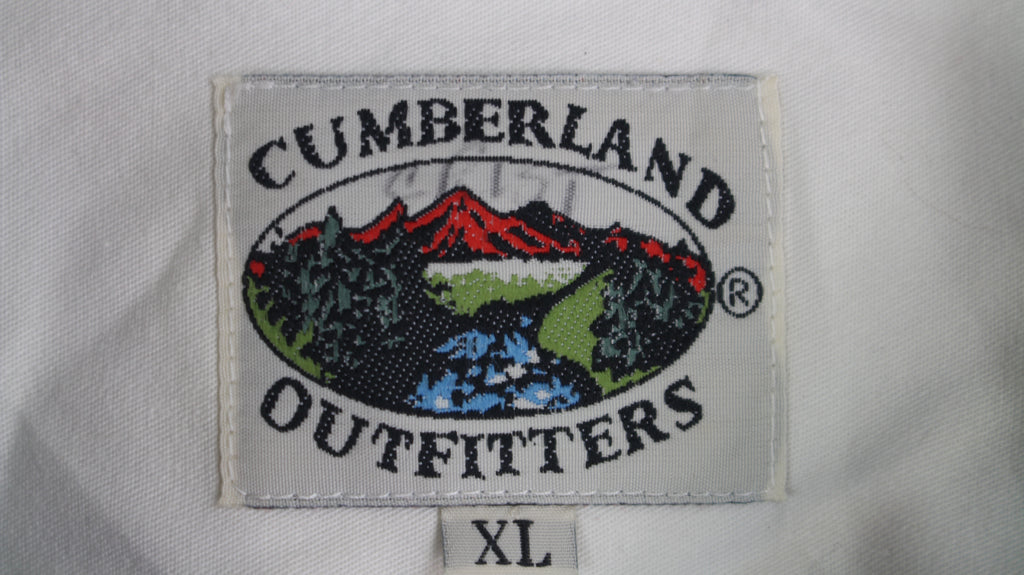 CUMBERLAND
®
OUTFITTERS
XL